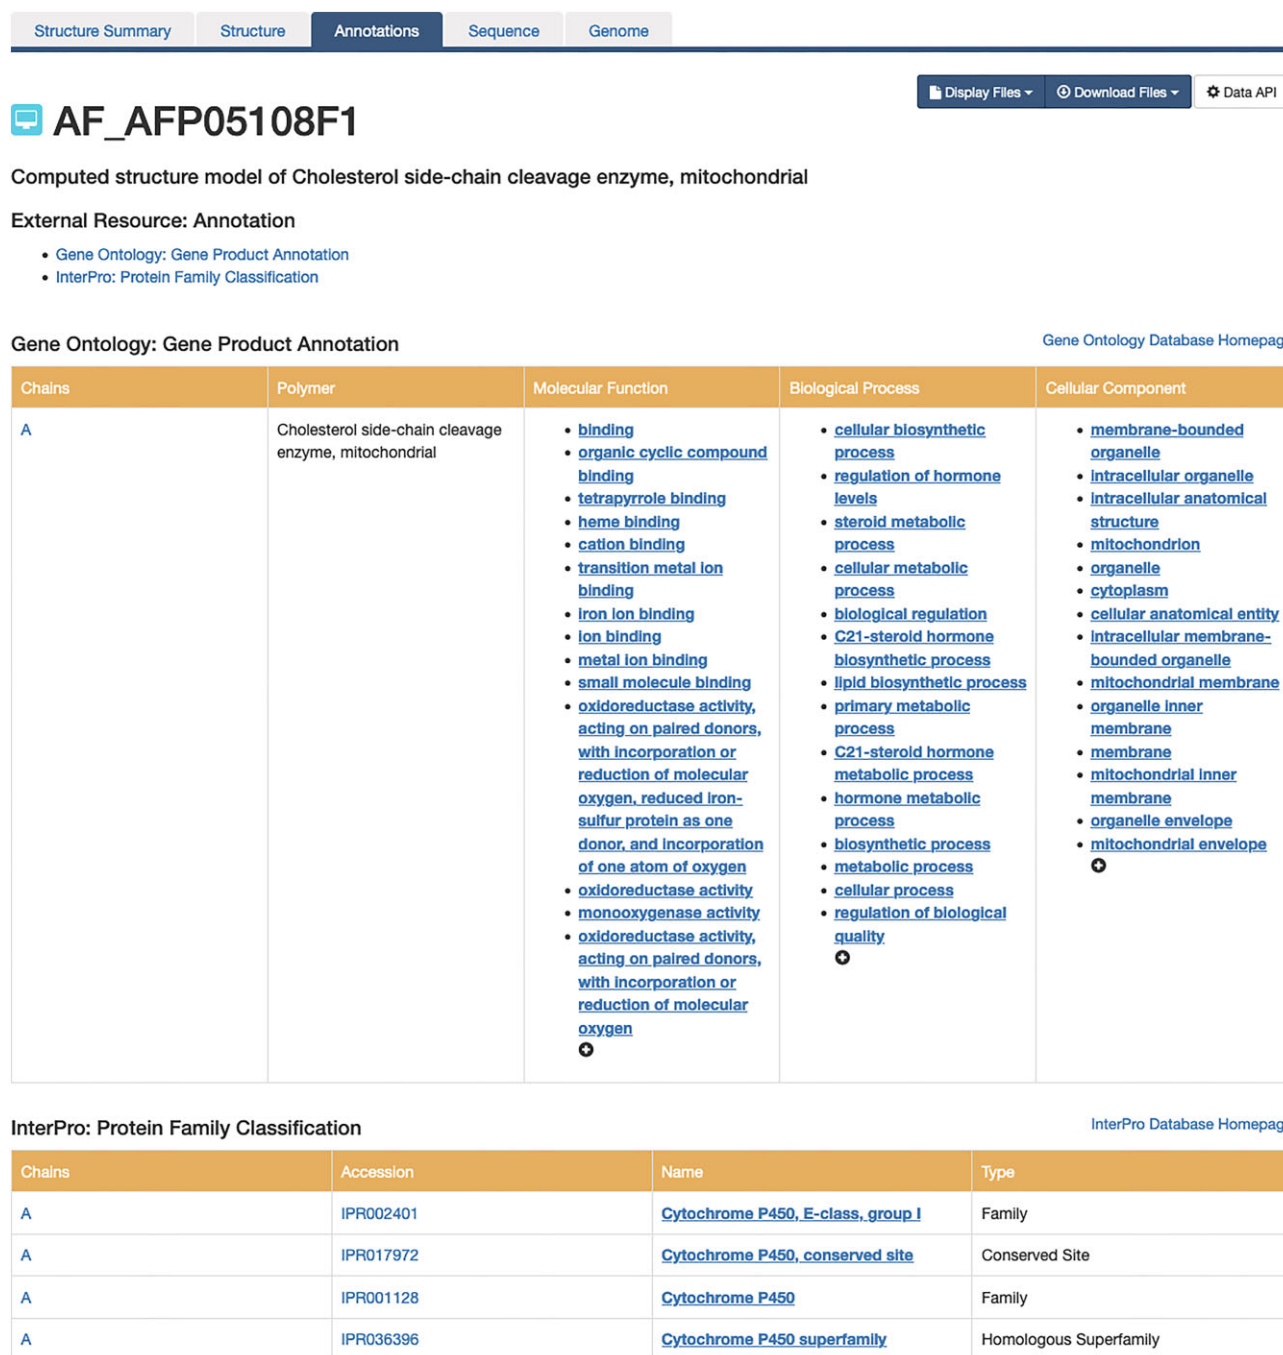 Structure Summary
Structure
Annotations
Sequence
Genome
Display Files
Download Files
Data API
AF_AFP05108F1
Computed structure model of Cholesterol side-chain cleavage enzyme, mitochondrial
External Resource: Annotation
• Gene Ontology: Gene Product Annotation
• InterPro: Protein Family Classification
Gene Ontology: Gene Product Annotation
Gene Ontology Database Homepag
Chains
Polymer
Molecular Function
Biological Process
Cellular Component
A
Cholesterol side-chain cleavage
enzyme, mitochondrial
• binding
• organic cyclic compound
binding
• tetrapyrrole binding
• heme binding
• cation binding
• transition metal ion
binding
• iron ion binding
• ion binding
• metal ion binding
• small molecule binding
• oxidoreductase activity,
acting on paired donors,
with incorporation or
reduction of molecular
oxygen, reduced iron-
sulfur protein as one
donor, and incorporation
of one atom of oxygen
• oxidoreductase activity
• monooxygenase activity
• oxidoreductase activity,
acting on paired donors,
with incorporation or
reduction of molecular
oxygen
• cellular biosynthetic
process
• regulation of hormone
levels
• steroid metabolic
process
• cellular metabolic
process
• biological regulation
• C21-steroid hormone
biosynthetic process
• lipid biosynthetic process
• primary metabolic
process
• C21-steroid hormone
metabolic process
• hormone metabolic
process
• biosynthetic process
• metabolic process
• cellular process
• regulation of biological
quality
• membrane-bounded
organelle
• intracellular organelle
• intracellular anatomical
structure
• mitochondrion
• organelle
• cytoplasm
• cellular anatomical entity
• intracellular membrane-
bounded organelle
• mitochondrial membrane
• organelle inner
membrane
• membrane
• mitochondrial inner
membrane
• organelle envelope
• mitochondrial envelope
InterPro: Protein Family Classification
InterPro Database Homepag
Chains
Accession
Name
Type
A
IPR002401
Cytochrome P450, E-class, group I
Family
A
IPR017972
Cytochrome P450, conserved site
Conserved Site
A
IPR001128
Cytochrome P450
Family
A
IPR036396
Cytochrome P450 superfamily
Homologous Superfamily